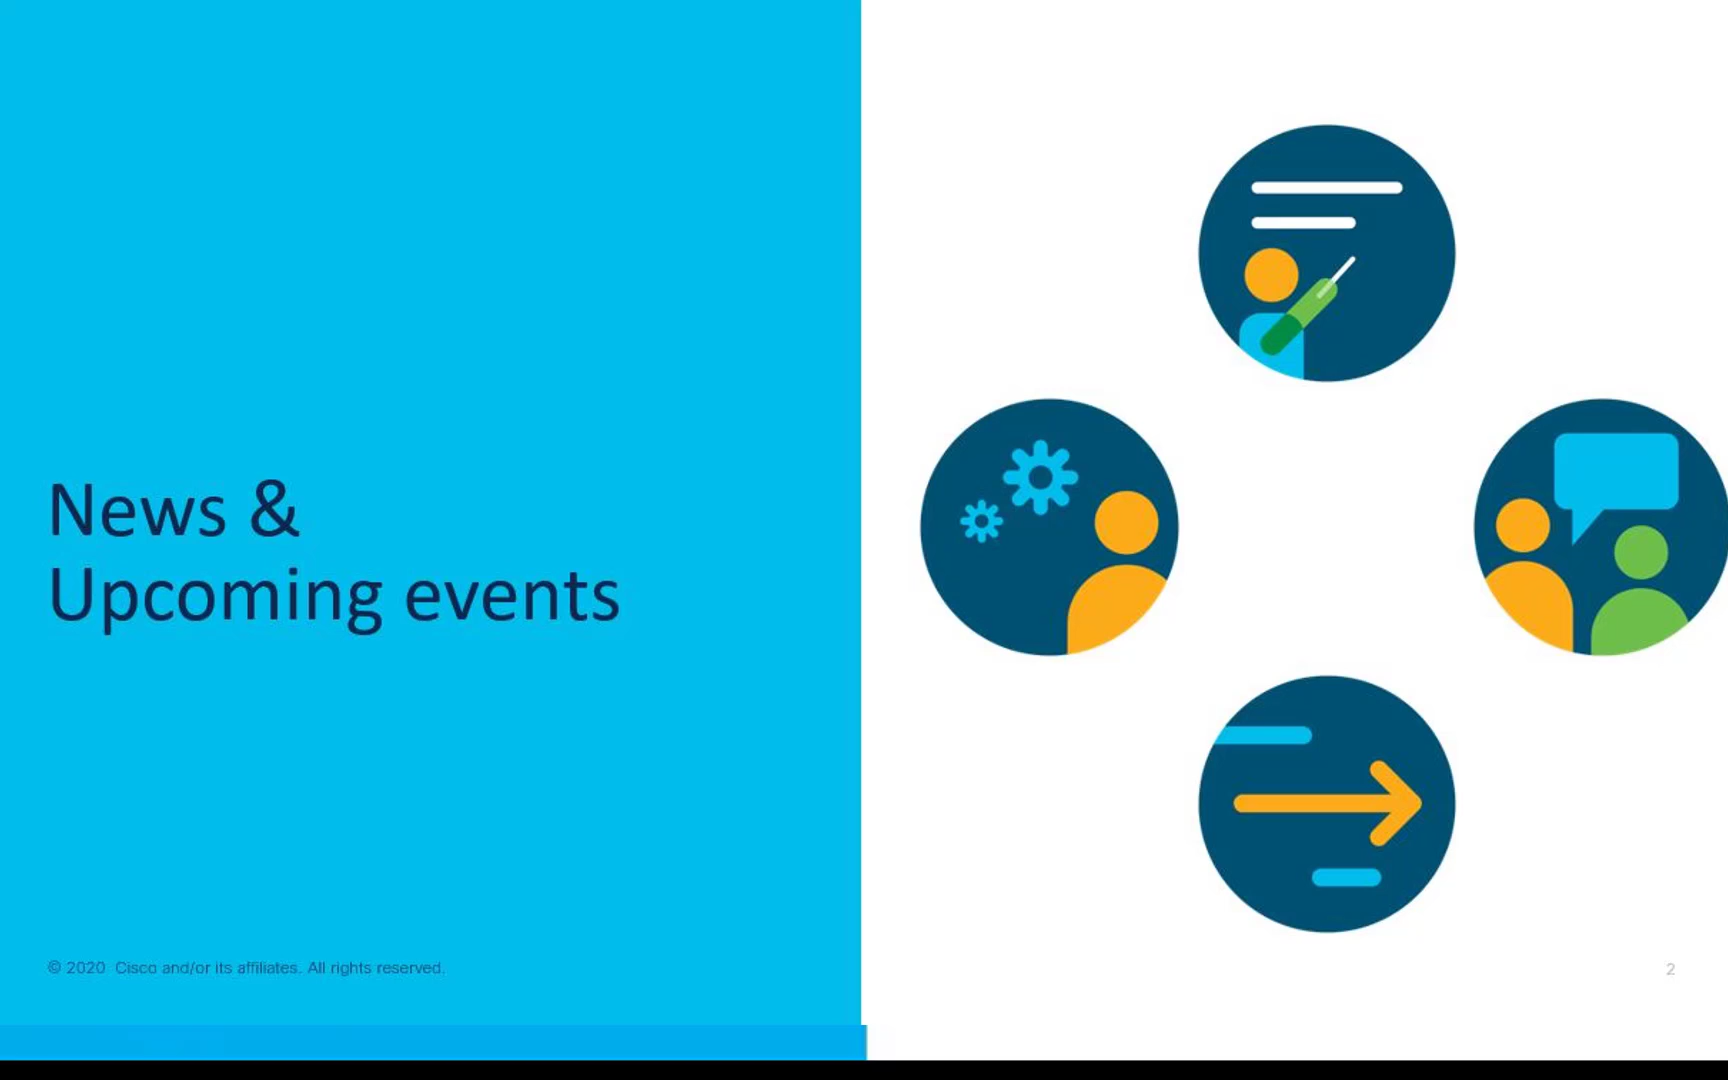 News &
Upcoming events
© 2020  Cisco and/or its affiliates. All rights reserved.
2